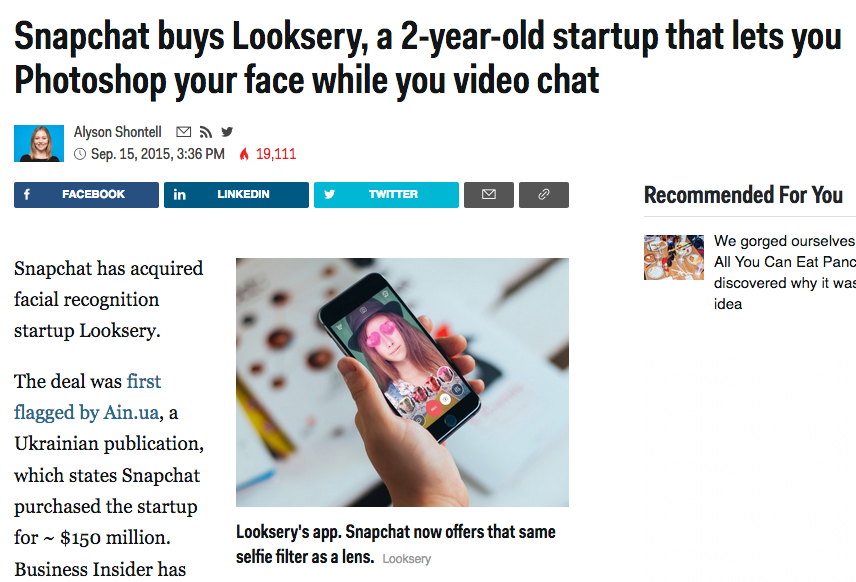 Snapchat buys Looksery, a 2-year-old startup that lets you
Photoshop your face while you video chat
Alyson Shontell
Sep. 15, 2015, 3:36 PM 19,111
FACEBOOK
LINKEDIN
TWITTER
Snapchat has acquired
facial recognition
startup Looksery.
The deal was first
flagged by Ain.ua, a
Ukrainian publication,
which states Snapchat
purchased the startup
for ~ $150 million.
Business Insider has
Looksery's app. Snapchat now offers that same
selfie filter as a lens. Looksery
Recommended For You
We gorged ourselves
All You Can Eat Panc
discovered why it was
idea